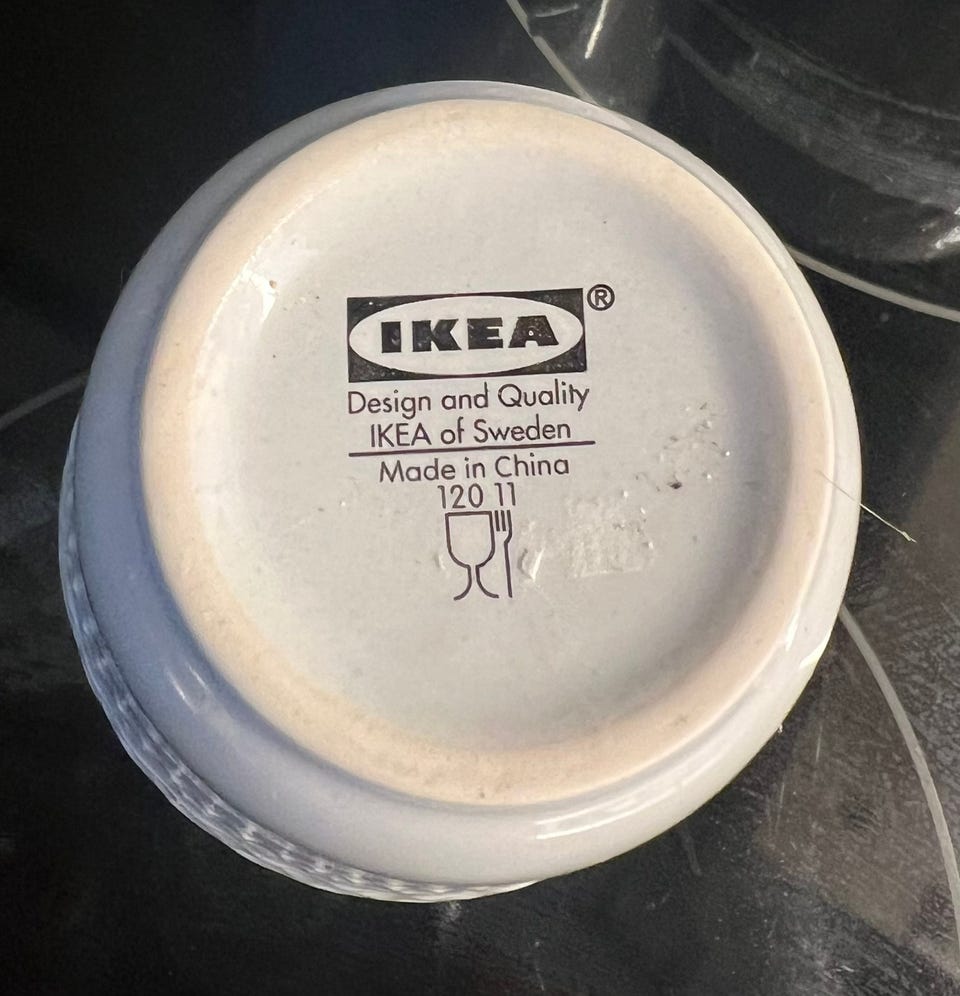 IKEA®
Design and Quality
IKEA of Sweden
Made in China
120 11